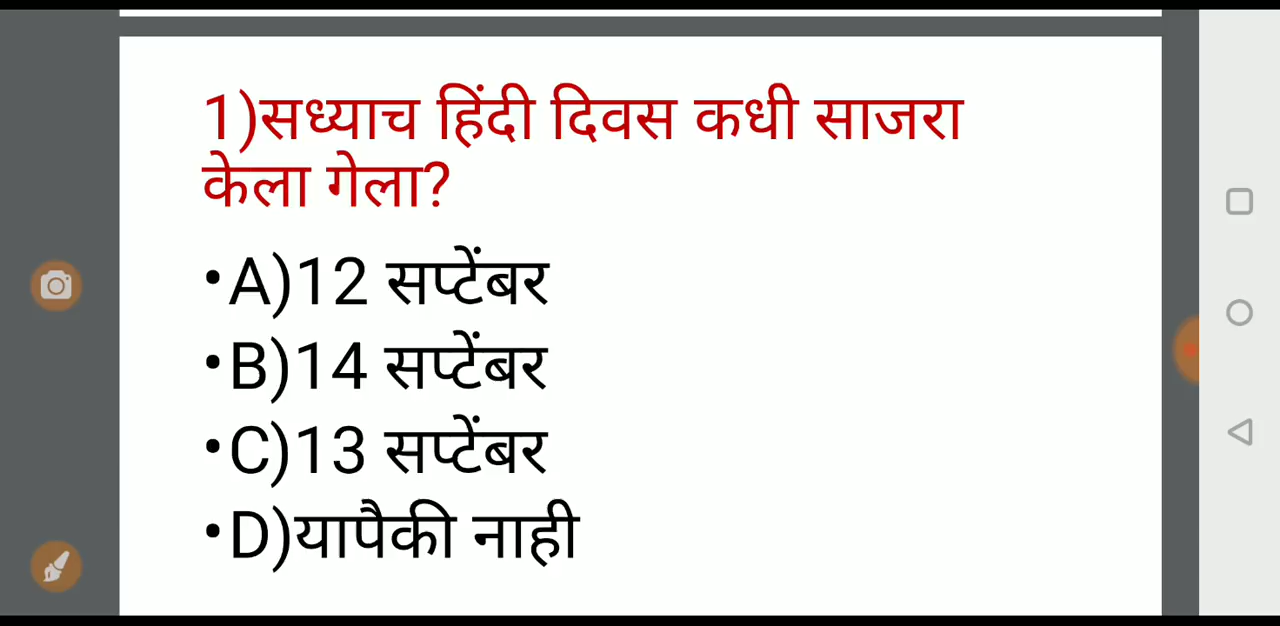 1)सध्याच हिंदी दिवस कधी साजरा
केला गेला?
•A)12 सप्टेंबर
•B)14 सप्टेंबर
•C)13 सप्टेंबर
•D)यापैकी नाही